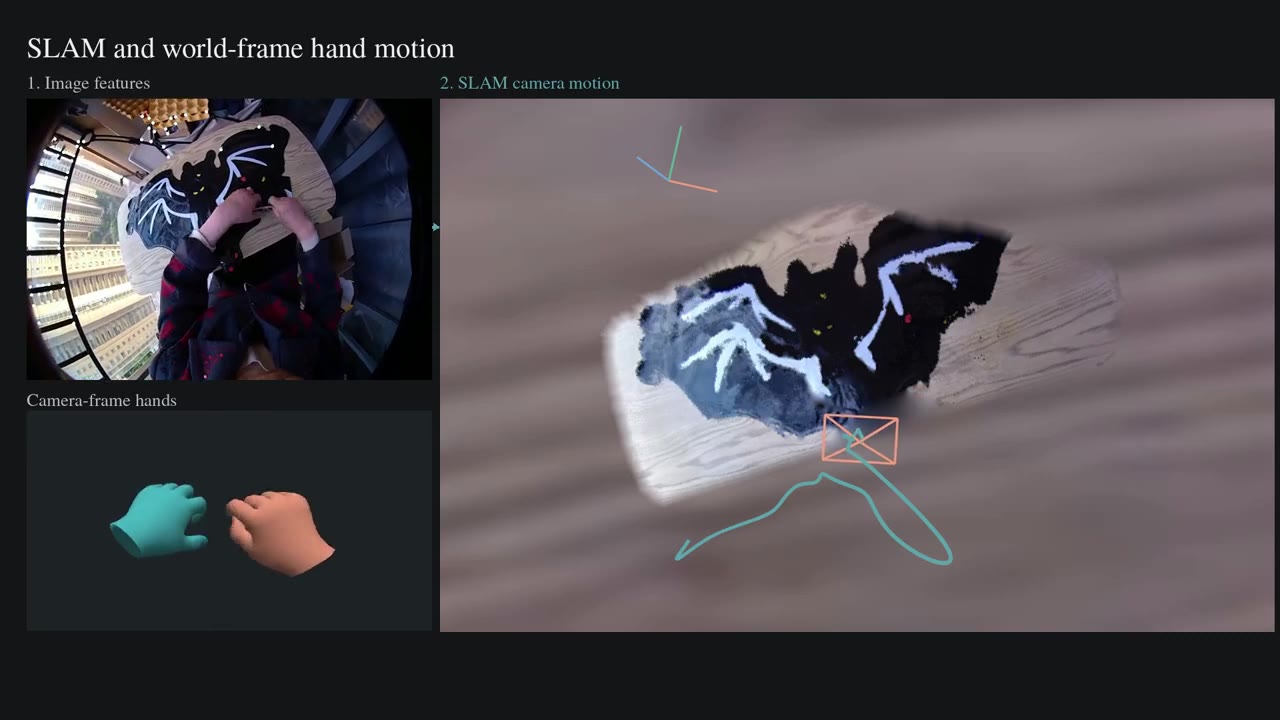 SLAM and world-frame hand motion
1. Image features
2. SLAM camera motion
Camera-frame hands